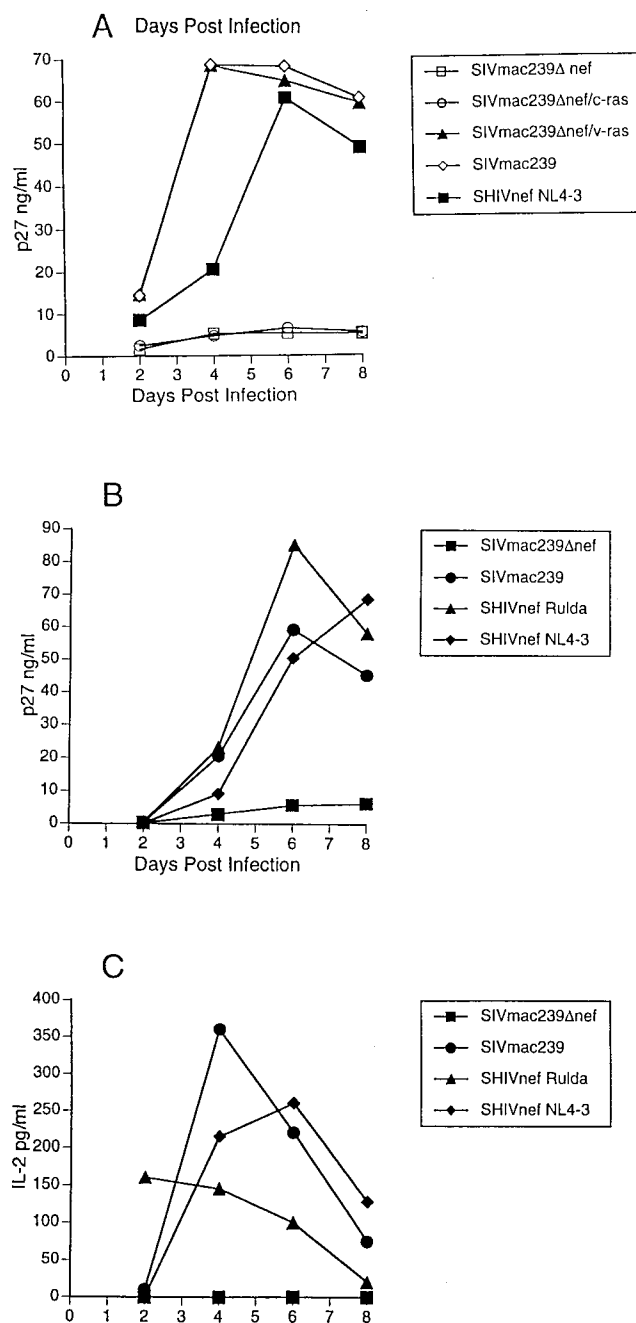 A Days Post Infection
70
60
50
40
30
20
10
0
p27 ng/ml
0 1 2 3 4 5 6 7 8
Days Post Infection
SIVmac239Δ nef
SIVmac239Δnef/c-ras
SIVmac239Δnef/v-ras
SIVmac239
SHIVnef NL4-3
B
90
80
70
60
50
40
30
20
10
0
p27 ng/ml
0 1 2 3 4 5 6 7 8
Days Post Infection
SIVmac239Δnef
SIVmac239
SHIVnef Rulda
SHIVnef NL4-3
C
400
350
300
250
200
150
100
50
0
IL-2 pg/ml
0 1 2 3 4 5 6 7 8
SIVmac239Δnef
SIVmac239
SHIVnef Rulda
SHIVnef NL4-3